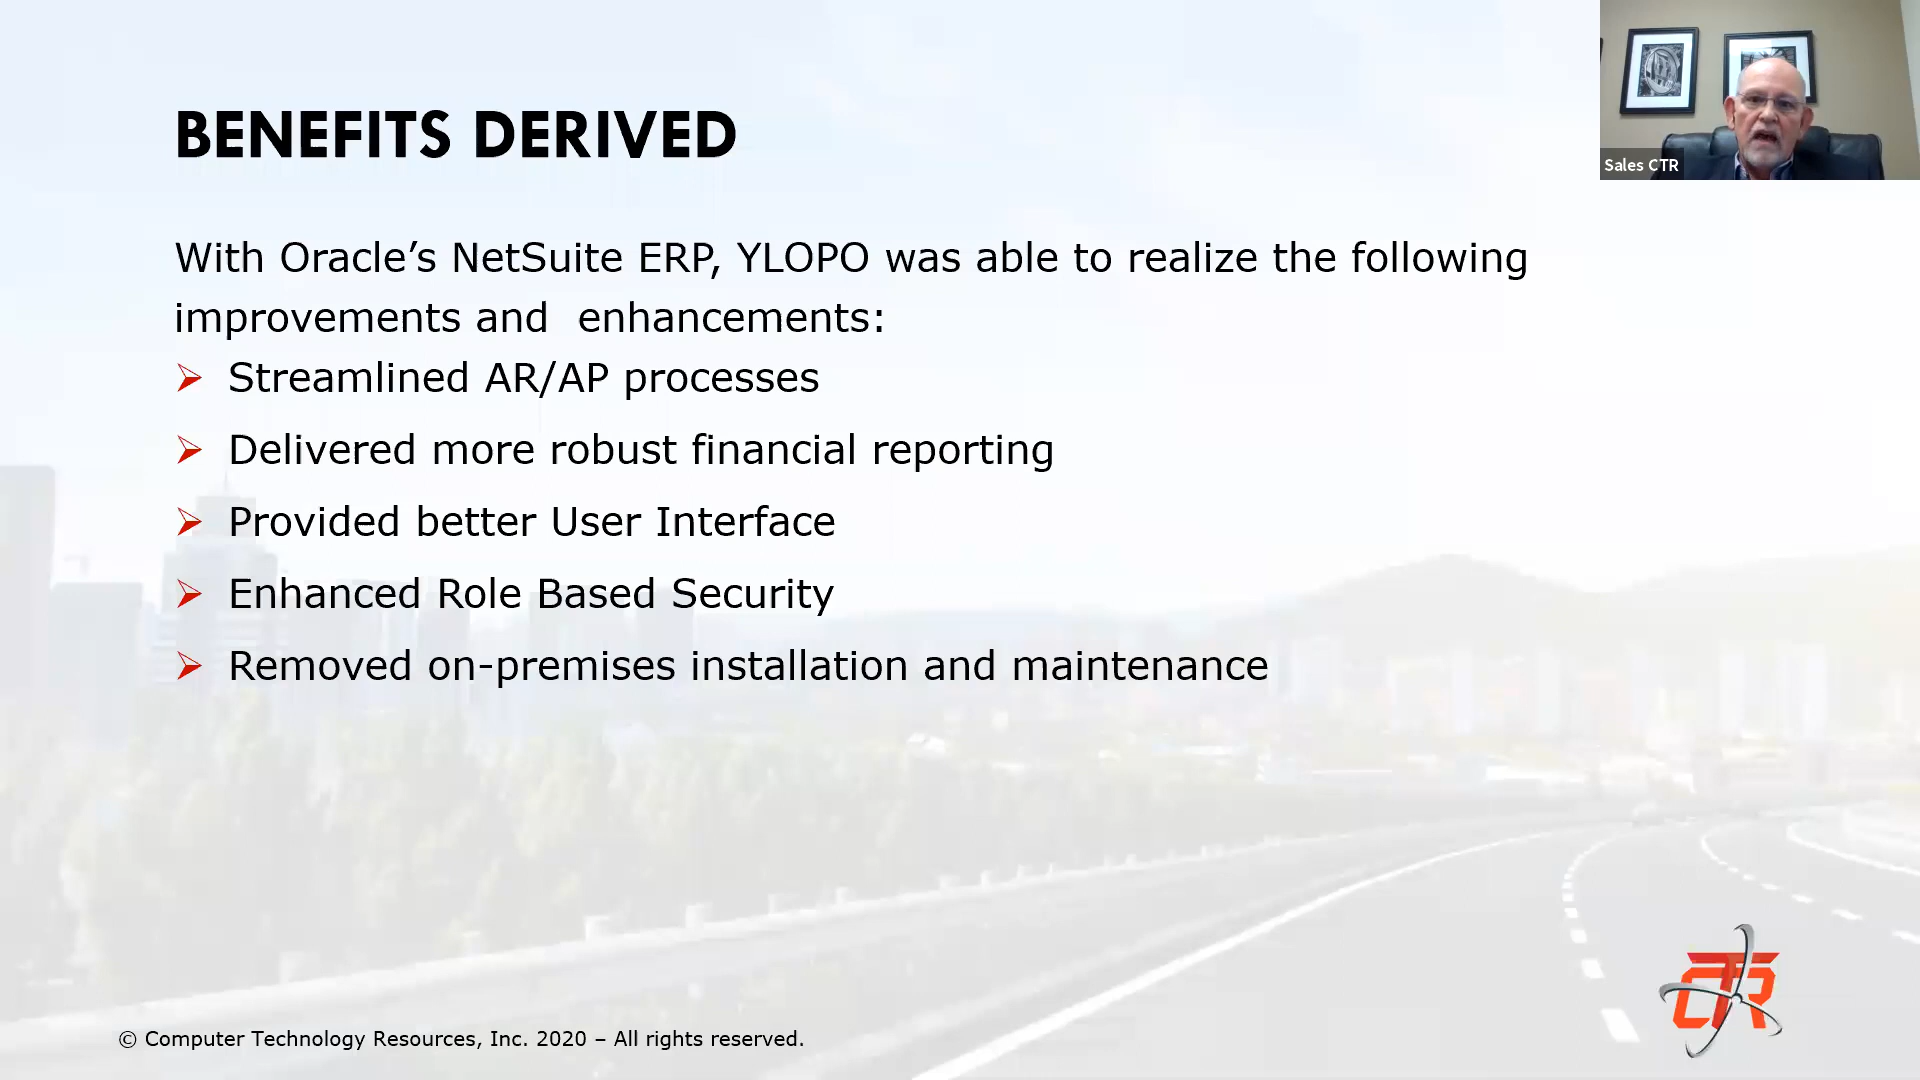 BENEFITS DERIVED
Sales CTR
With Oracle’s NetSuite ERP, YLOPO was able to realize the following
improvements and  enhancements:
Streamlined AR/AP processes
Delivered more robust financial reporting
Provided better User Interface
Enhanced Role Based Security
Removed on-premises installation and maintenance
CTR
© Computer Technology Resources, Inc. 2020 – All rights reserved.